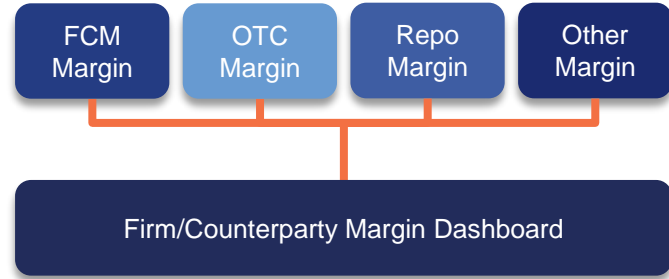 FCM
Margin
OTC
Margin
Repo
Margin
Other
Margin
Firm/Counterparty Margin Dashboard